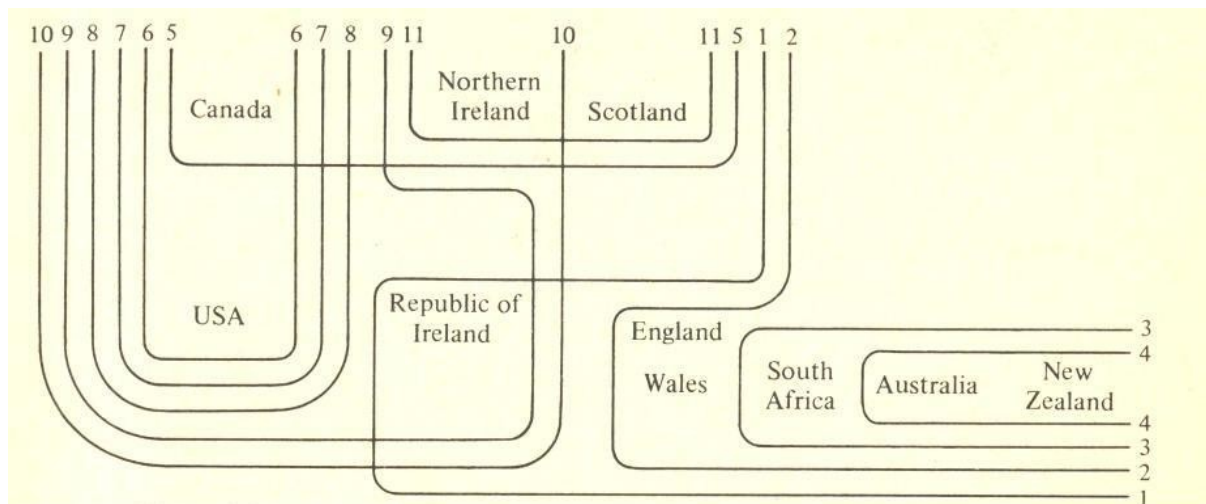 10 9 8 7 6 5 6 7 8 9 11 10 11 5 1 2
Northern
Ireland
Canada
Scotland
Republic of
Ireland
USA
England
Wales
South
Africa
Australia
New
Zealand
3
4
4
3
2
1